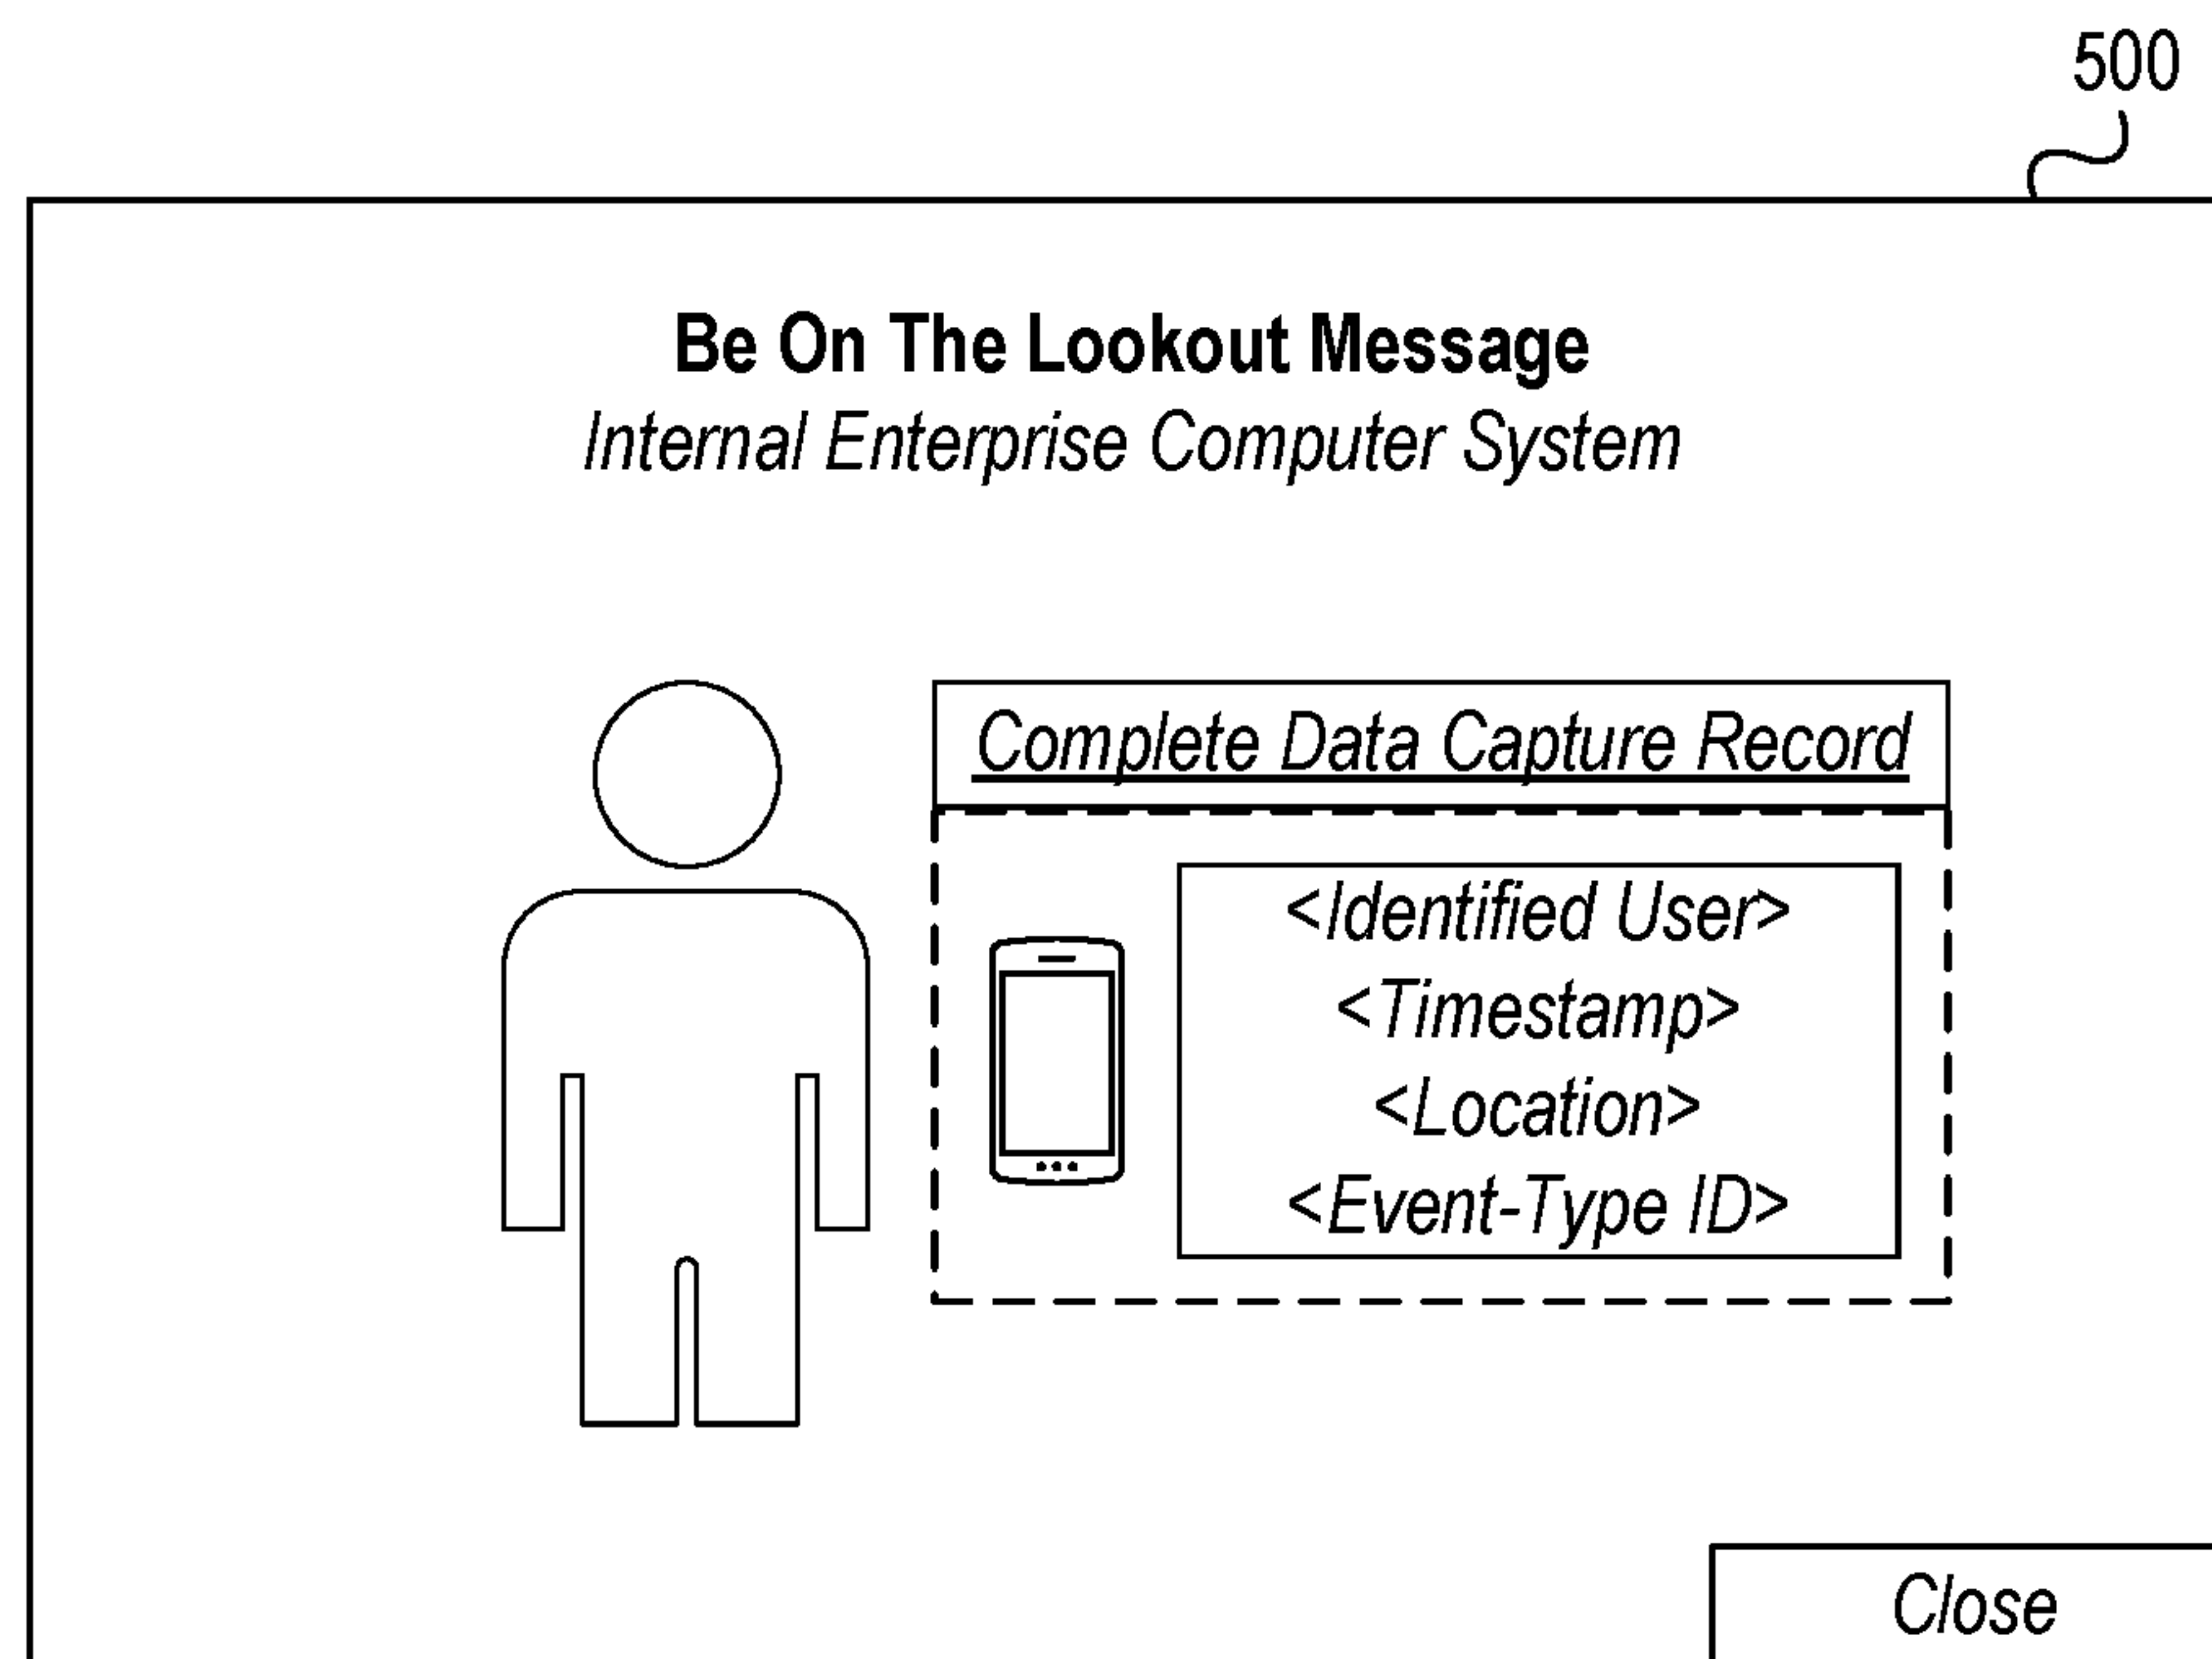 500
Be On The Lookout Message
Internal Enterprise Computer System
Complete Data Capture Record
<Identified User>
<Timestamp>
<Location>
<Event-Type ID>
Close